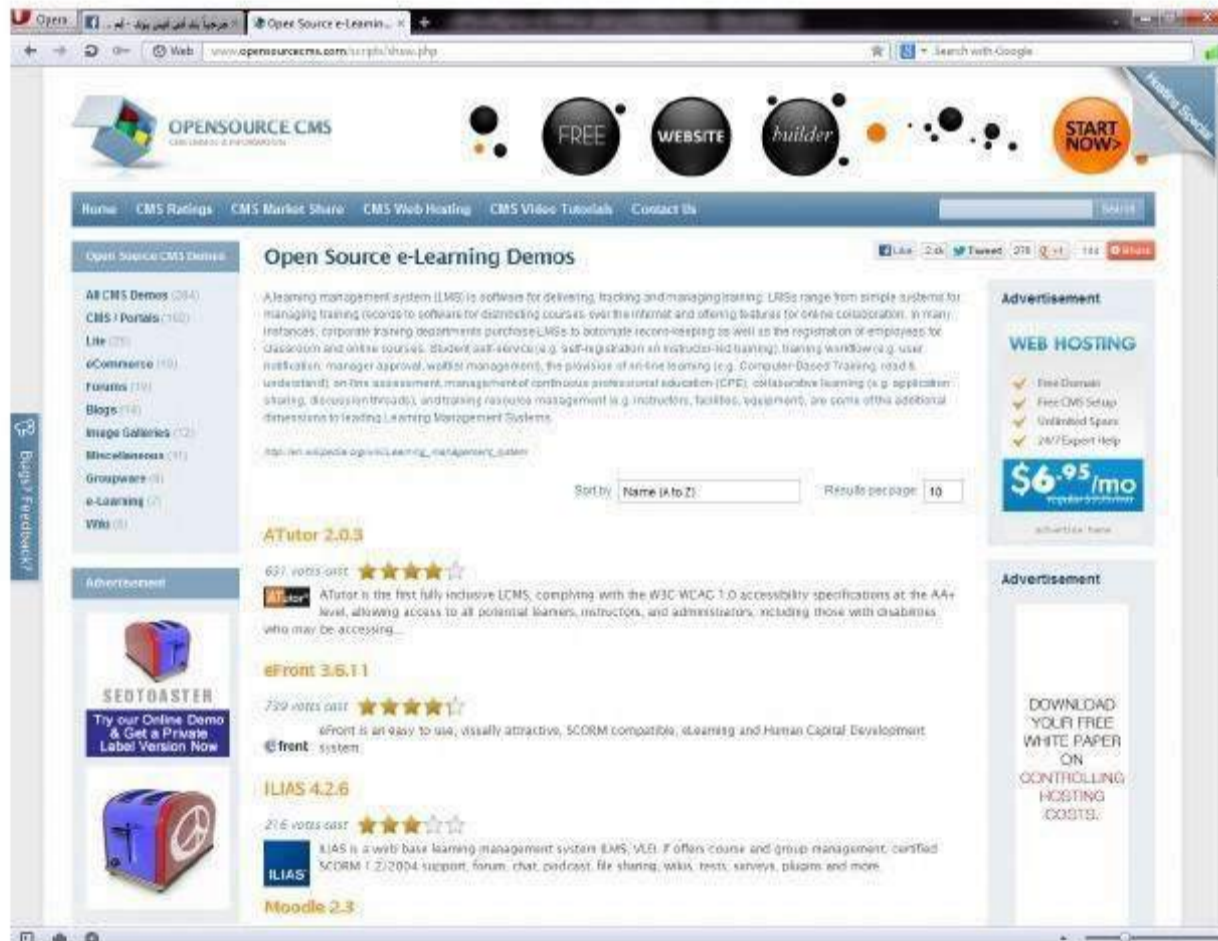 Opera
Open Source e-Learnin...
Web
www.opensourcecms.com/scripts/show.php
Search with Google
Hosting Special
OPENSOURCE CMS
FREE
WEBSITE
builder
START
NOW>
Home CMS Ratings CMS Market Share CMS Web Hosting CMS Video Tutorials Contact Us
Search
Open Source CMS Demos
All CMS Demos
CMS / Portals
Lite
eCommerce
Forums
Blogs
Image Galleries
Miscellaneous
Groupware
e-Learning
Wiki
Bugs? Feedback?
Advertisement
SEOTOASTER
Try our Online Demo
& Get a Private
Label Version Now
Open Source e-Learning Demos
Like Tweet +1 Share
A learning management system (LMS) is software for delivering, tracking and managing training. LMSs range from simple systems for
managing training records to software for distributing courses over the internet and offering features for online collaboration. In many
instances, corporate training departments purchase LMSs to automate record-keeping as well as the registration of employees for
classroom and online courses. Student self-service (e.g. self-registration on instructor-led training), training workflow (e.g. user
notification, manager approval, waitlist management), the provision of on-line learning (e.g. Computer-Based Training, read &
understand), on-line assessment, management of continuous professional education (CPE), collaborative learning (e.g. application
sharing, discussion threads), and training resource management (e.g. instructors, facilities, equipment), are some of the additional
dimensions to leading Learning Management Systems.
http://en.wikipedia.org/wiki/Learning_management_system
Sort by Name (A to Z) Results per page 10
ATutor 2.0.3
votes cast
ATutor is the first fully inclusive LCMS, complying with the W3C WCAG 1.0 accessibility specifications at the AA+
level, allowing access to all potential learners, instructors, and administrators, including those with disabilities
who may be accessing...
eFront 3.6.11
votes cast
eFront is an easy to use, visually attractive, SCORM compatible, eLearning and Human Capital Development
efront system
ILIAS 4.2.6
216 votes cast
ILIAS is a web base learning management system (LMS, VLE). It offers course and group management, certified
SCORM 1.2/2004 support, forum, chat, podcast, file sharing, wikis, tests, surveys, plugins and more.
ILIAS
Moodle 2.3
Advertisement
WEB HOSTING
Free Domain
Free CMS Setup
Unlimited Space
24/7 Expert Help
$6.95/mo
advertise here
Advertisement
DOWNLOAD
YOUR FREE
WHITE PAPER
ON
CONTROLLING
HOSTING
COSTS.